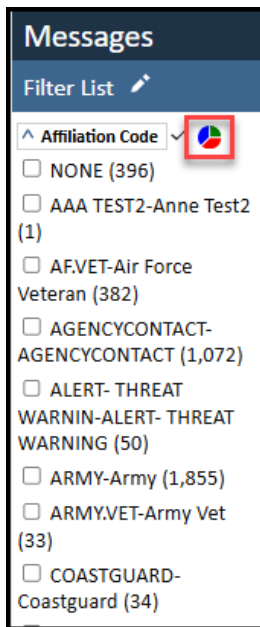 Messages
Filter List
Affiliation Code
NONE (396)
AAA TEST2-Anne Test2
(1)
AF.VET-Air Force
Veteran (382)
AGENCYCONTACT-
AGENCYCONTACT (1,072)
ALERT- THREAT
WARNIN-ALERT- THREAT
WARNING (50)
ARMY-Army (1,855)
ARMY.VET-Army Vet
(33)
COASTGUARD-
Coastguard (34)